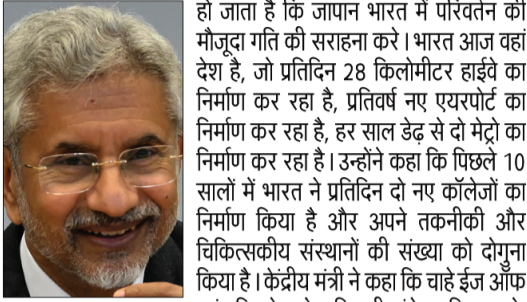 हो जाता है कि जापान भारत में परिवर्तन की
मौजूदा गति की सराहना करे। भारत आज वहां
देश है, जो प्रतिदिन 28 किलोमीटर हाईवे का
निर्माण कर रहा है, प्रतिवर्ष नए एयरपोर्ट का
निर्माण कर रहा है, हर साल डेढ़ से दो मेट्रो का
निर्माण कर रहा है। उन्होंने कहा कि पिछले 10
सालों में भारत ने प्रतिदिन दो नए कॉलेजों का
निर्माण किया है और अपने तकनीकी और
चिकित्सकीय संस्थानों की संख्या को दोगुना
किया है। केंद्रीय मंत्री ने कहा कि चाहे ईज ऑफ